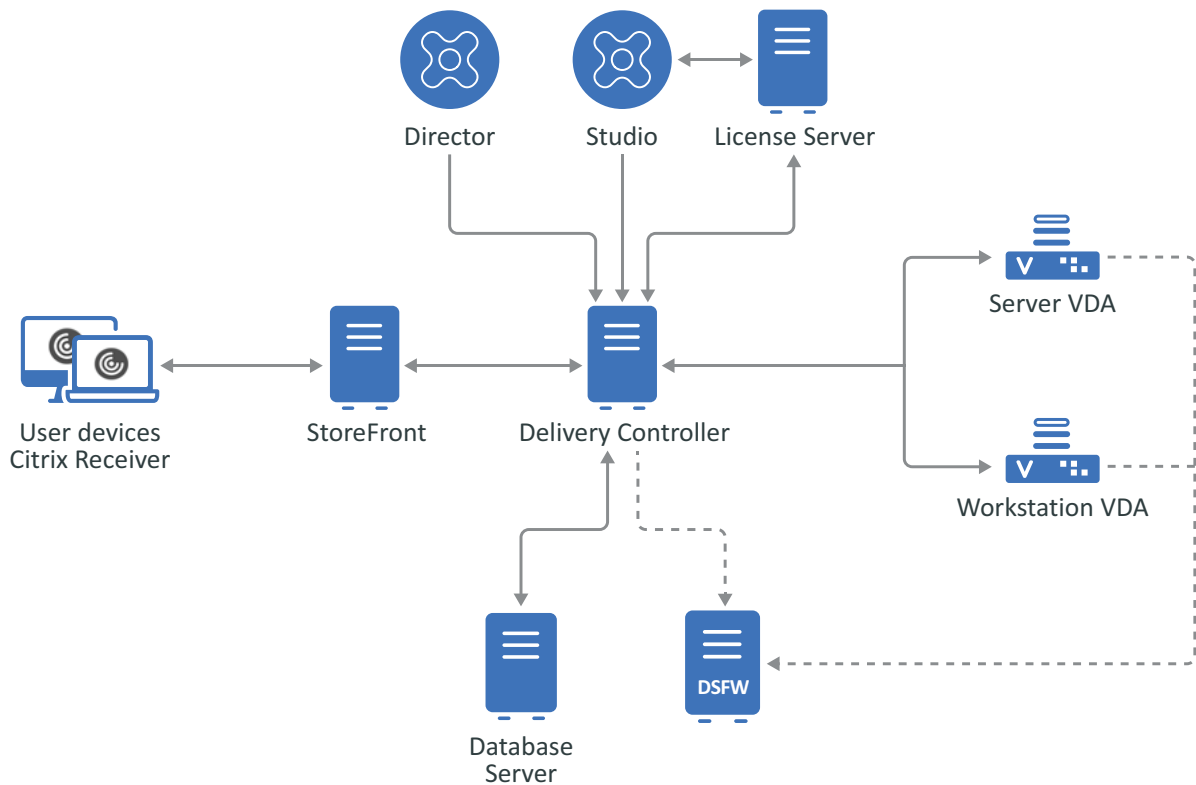 Director
Studio
License Server
Server VDA
User devices
Citrix Receiver
StoreFront
Delivery Controller
Workstation VDA
DSFW
Database
Server